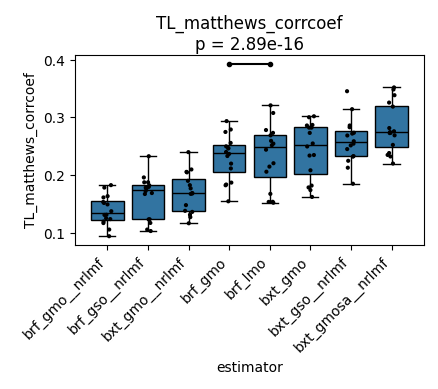 TL_matthews_corrcoef
p = 2.89e-16
TL_matthews_corrcoef
0.4
0.3
0.2
0.1
brf_gmo__nrlmf
brf_gso__nrlmf
bxt_gmo__nrlmf
brf_gmo
brf_lmo
bxt_gmo
bxt_gso__nrlmf
bxt_gmosa__nrlmf
estimator